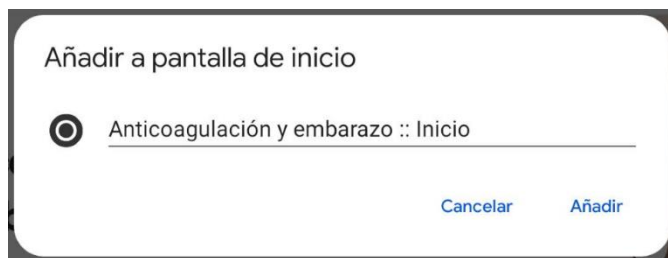 Añadir a pantalla de inicio
Anticoagulación y embarazo :: Inicio
Cancelar Añadir